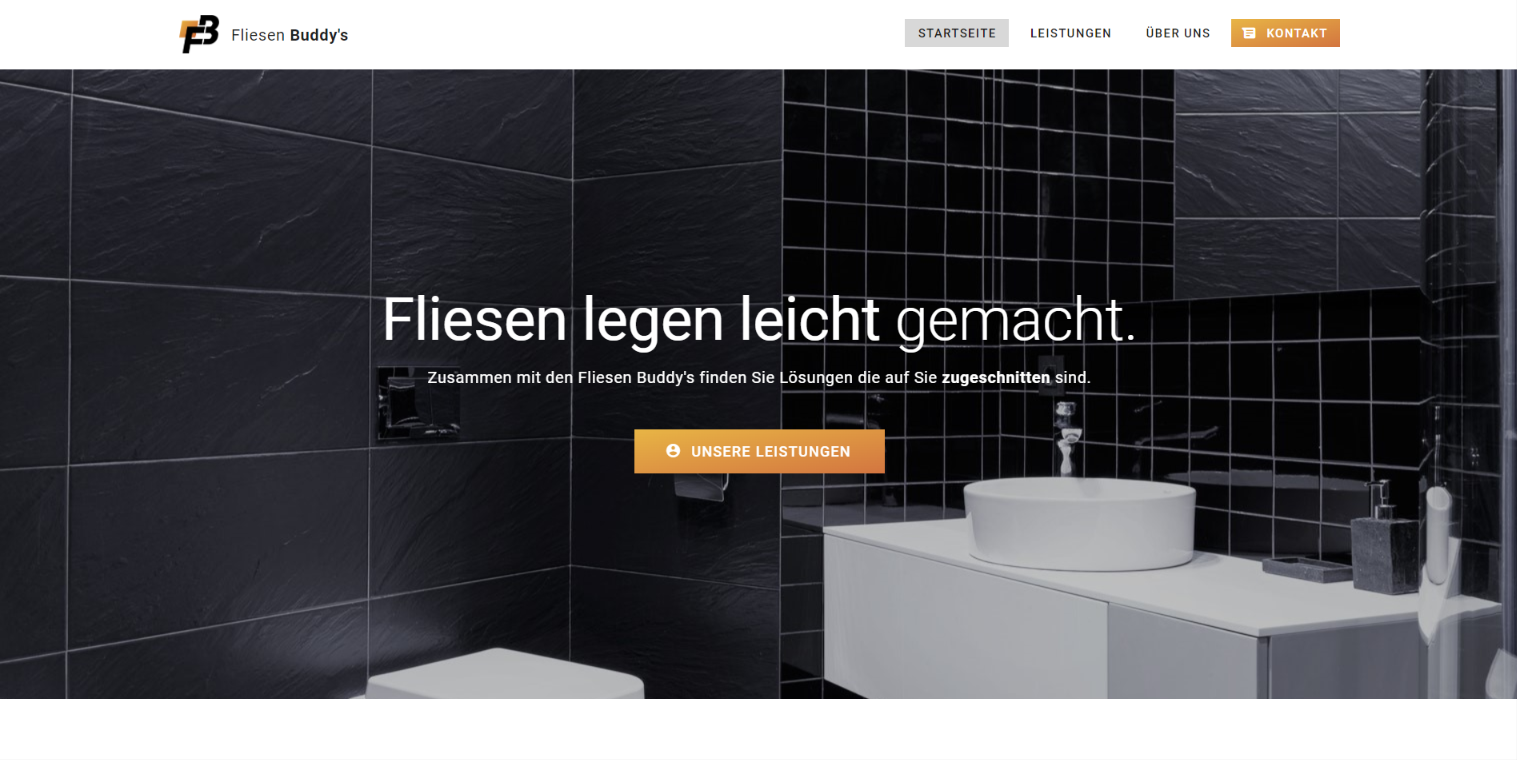 FB
Fliesen Buddy's
STARTSEITE
LEISTUNGEN
ÜBER UNS
KONTAKT
Fliesen legen leicht gemacht.
Zusammen mit den Fliesen Buddy's finden Sie Lösungen die auf Sie zugeschnitten sind.
UNSERE LEISTUNGEN